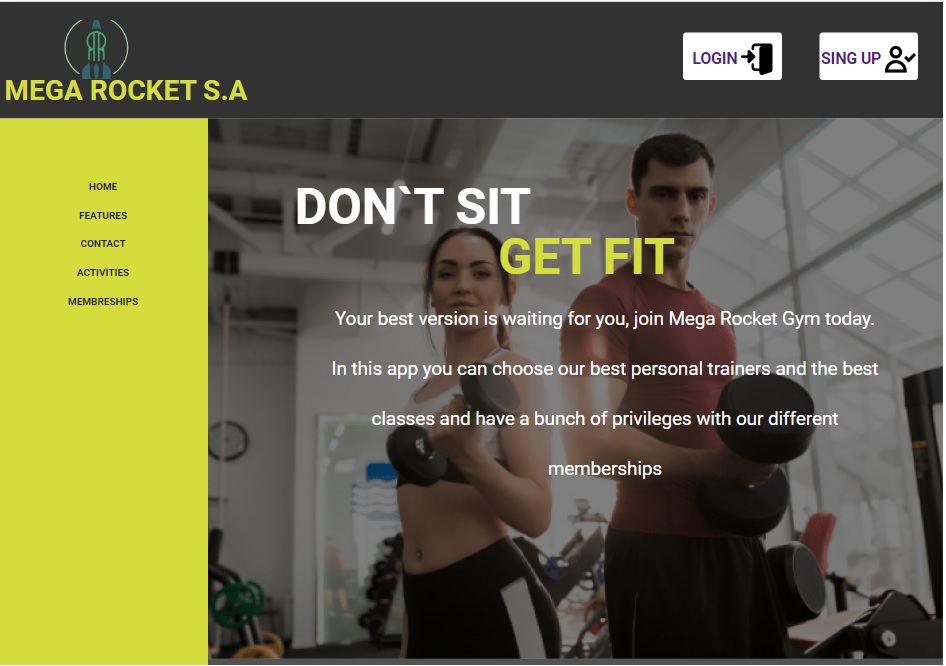 MEGA ROCKET S.A
LOGIN
SING UP
HOME
FEATURES
CONTACT
ACTIVITIES
MEMBRESHIPS
DON`T SIT
GET FIT
Your best version is waiting for you, join Mega Rocket Gym today.
In this app you can choose our best personal trainers and the best
classes and have a bunch of privileges with our different
memberships